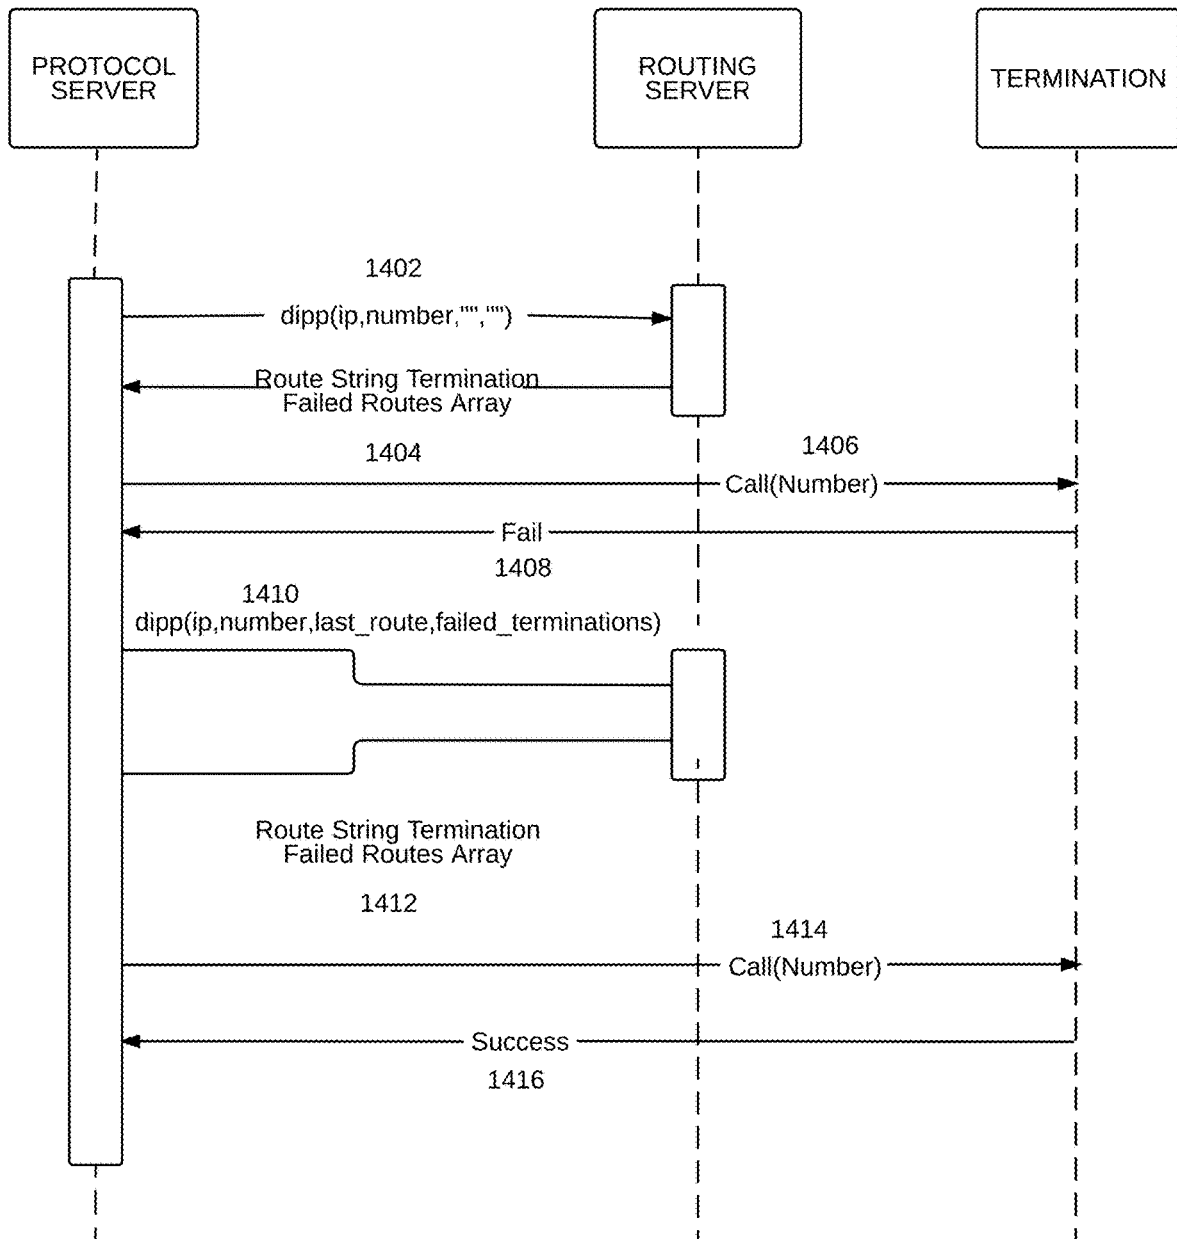 PROTOCOL
SERVER
ROUTING
SERVER
TERMINATION
1402
dipp(ip,number,"","")
Route String Termination
Failed Routes Array
1404
1406
Call(Number)
Fail
1408
1410
dipp(ip,number,last_route,failed_terminations)
Route String Termination
Failed Routes Array
1412
1414
Call(Number)
Success
1416